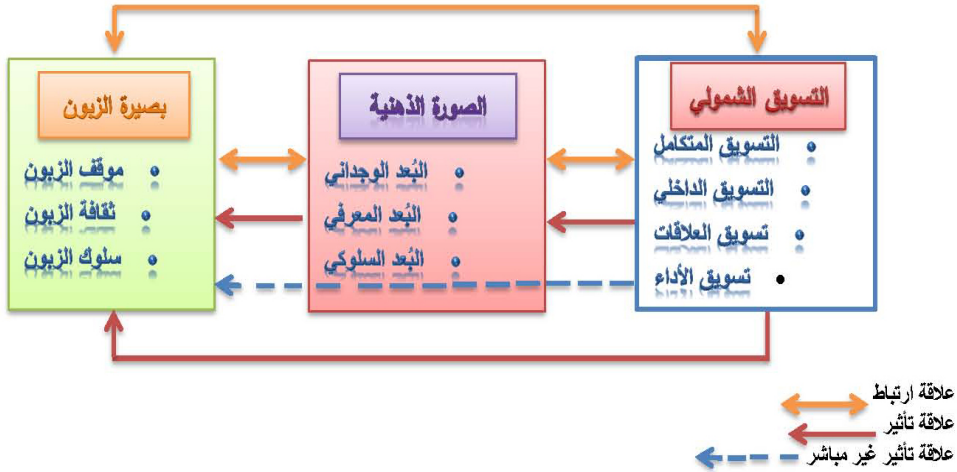 التسويق الشمولي
التسويق المتكامل
التسويق الداخلي
تسويق العلاقات
تسويق الأداء
الصورة الذهنية
البُعد الوجداني
البُعد المعرفي
البُعد السلوكي
بصيرة الزبون
موقف الزبون
ثقافة الزبون
سلوك الزبون
علاقة ارتباط
علاقة تأثير
علاقة تأثير غير مباشر